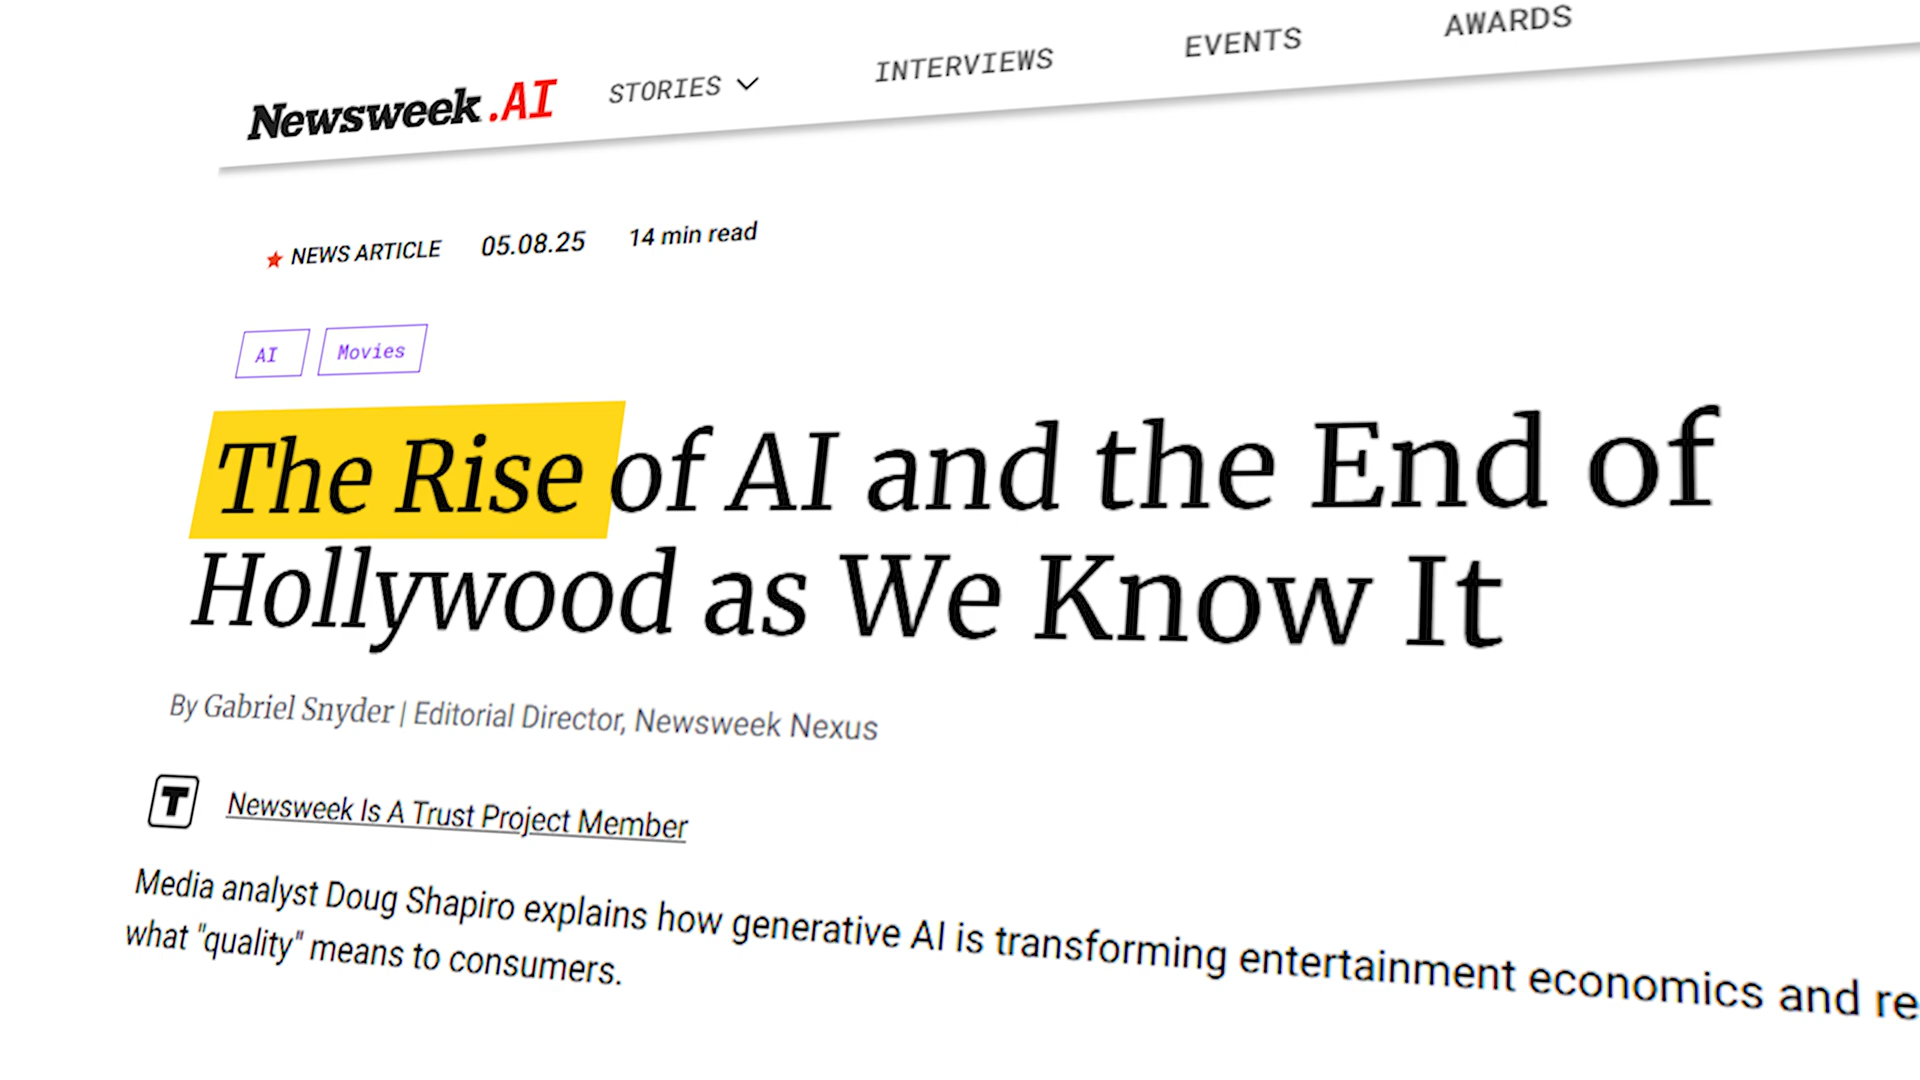 Newsweek.AI STORIES INTERVIEWS EVENTS AWARDS
NEWS ARTICLE 05.08.25 14 min read
AI Movies
The Rise of AI and the End of
Hollywood as We Know It
By Gabriel Snyder | Editorial Director, Newsweek Nexus
T Newsweek Is A Trust Project Member
Media analyst Doug Shapiro explains how generative AI is transforming entertainment economics and re
what "quality" means to consumers.